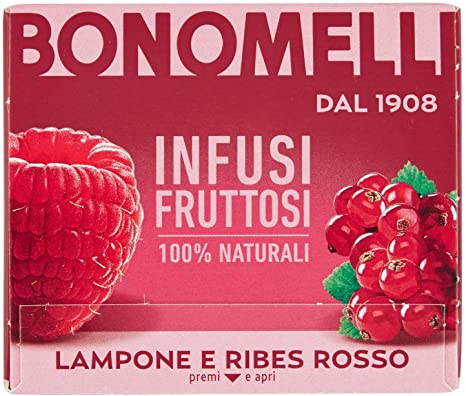 BONOMELLI
DAL 1908
INFUSI
FRUTTOSI
100% NATURALI
LAMPONE E RIBES ROSSO
premi e apri